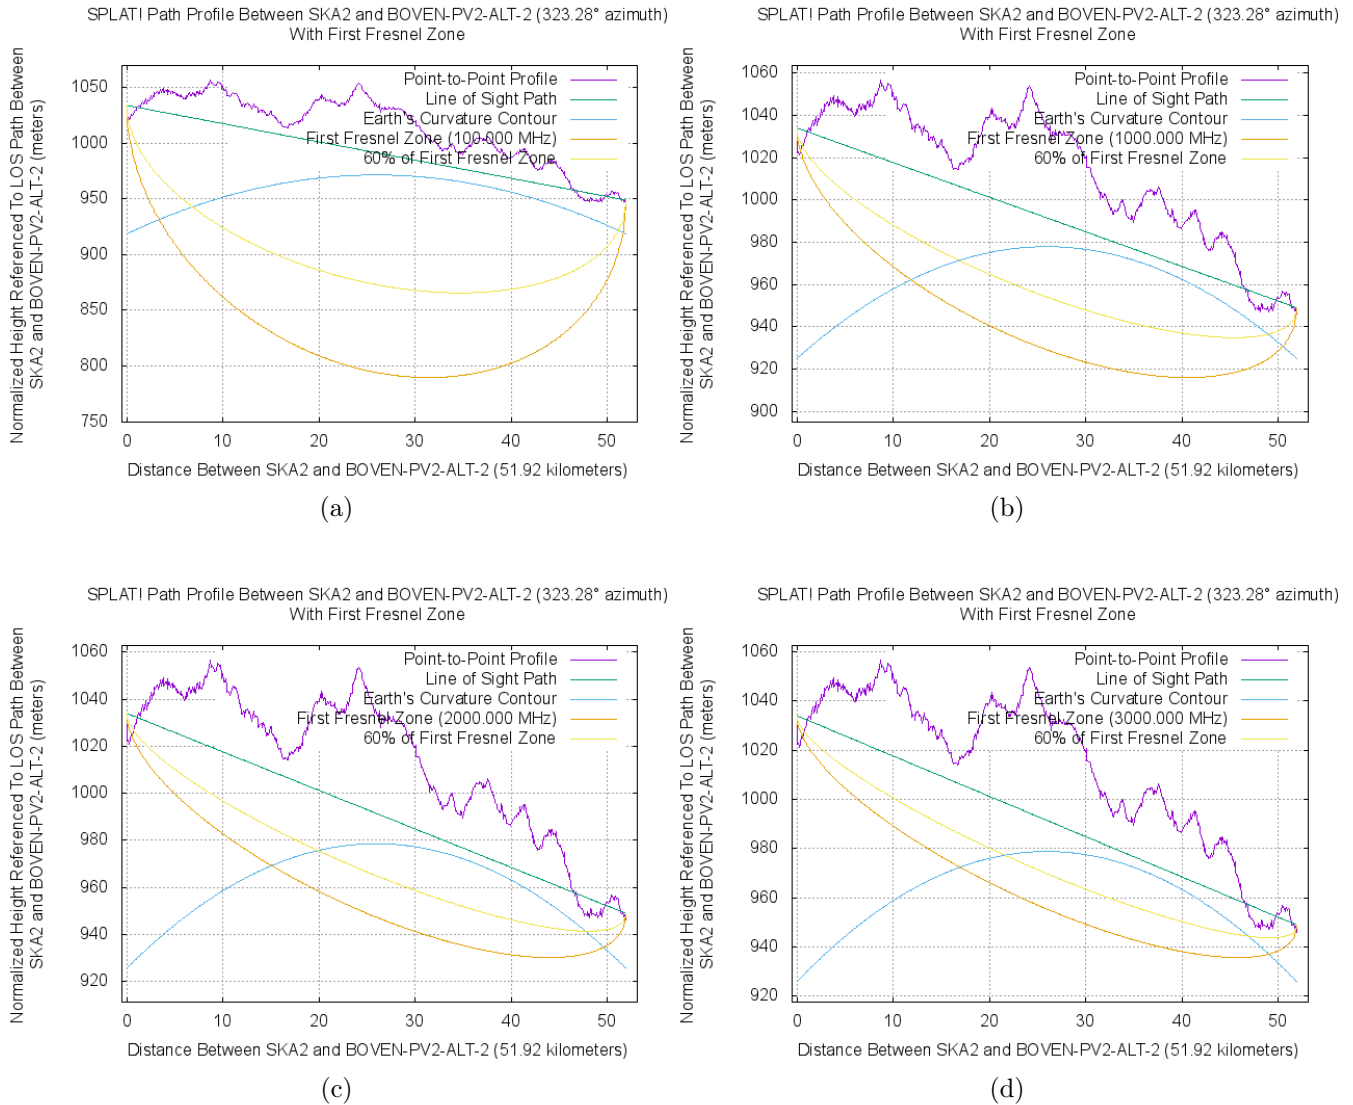 SPLAT! Path Profile Between SKA2 and BOVEN-PV2-ALT-2 (323.28° azimuth)
With First Fresnel Zone
Normalized Height Referenced To LOS Path Between
SKA2 and BOVEN-PV2-ALT-2 (meters)
1050
1000
950
900
850
800
750
Point-to-Point Profile
Line of Sight Path
Earth's Curvature Contour
First Fresnel Zone (100.000 MHz)
60% of First Fresnel Zone
0 10 20 30 40 50
Distance Between SKA2 and BOVEN-PV2-ALT-2 (51.92 kilometers)
(a)
SPLAT! Path Profile Between SKA2 and BOVEN-PV2-ALT-2 (323.28° azimuth)
With First Fresnel Zone
Normalized Height Referenced To LOS Path Between
SKA2 and BOVEN-PV2-ALT-2 (meters)
1060
1040
1020
1000
980
960
940
920
900
Point-to-Point Profile
Line of Sight Path
Earth's Curvature Contour
First Fresnel Zone (1000.000 MHz)
60% of First Fresnel Zone
0 10 20 30 40 50
Distance Between SKA2 and BOVEN-PV2-ALT-2 (51.92 kilometers)
(b)
SPLAT! Path Profile Between SKA2 and BOVEN-PV2-ALT-2 (323.28° azimuth)
With First Fresnel Zone
Normalized Height Referenced To LOS Path Between
SKA2 and BOVEN-PV2-ALT-2 (meters)
1060
1040
1020
1000
980
960
940
920
Point-to-Point Profile
Line of Sight Path
Earth's Curvature Contour
First Fresnel Zone (2000.000 MHz)
60% of First Fresnel Zone
0 10 20 30 40 50
Distance Between SKA2 and BOVEN-PV2-ALT-2 (51.92 kilometers)
(c)
SPLAT! Path Profile Between SKA2 and BOVEN-PV2-ALT-2 (323.28° azimuth)
With First Fresnel Zone
Normalized Height Referenced To LOS Path Between
SKA2 and BOVEN-PV2-ALT-2 (meters)
1060
1040
1020
1000
980
960
940
920
Point-to-Point Profile
Line of Sight Path
Earth's Curvature Contour
First Fresnel Zone (3000.000 MHz)
60% of First Fresnel Zone
0 10 20 30 40 50
Distance Between SKA2 and BOVEN-PV2-ALT-2 (51.92 kilometers)
(d)